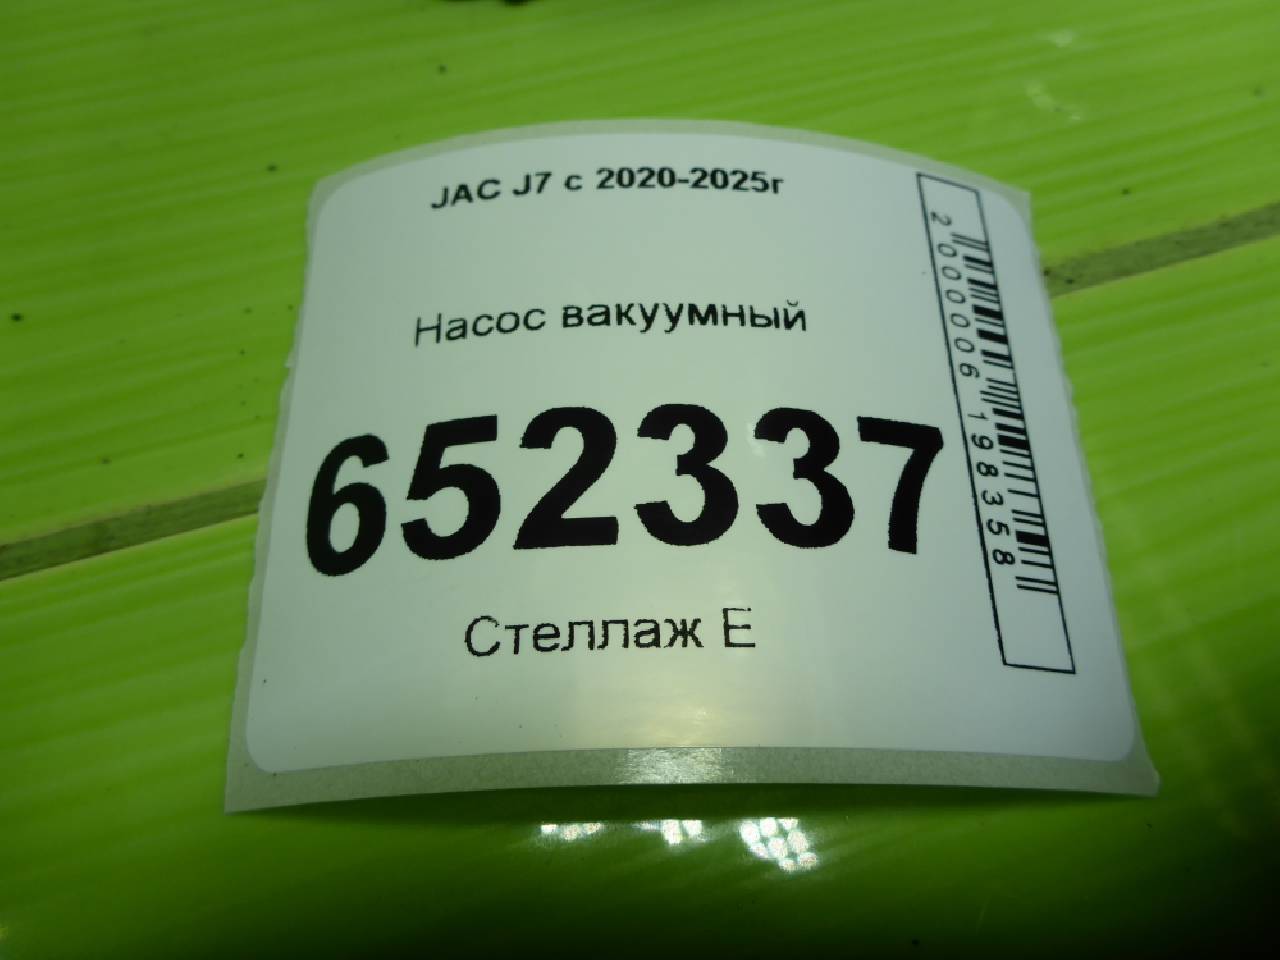 JAC J7 с 2020-2025г
Насос вакуумный
652337
Стеллаж Е
2000006198358